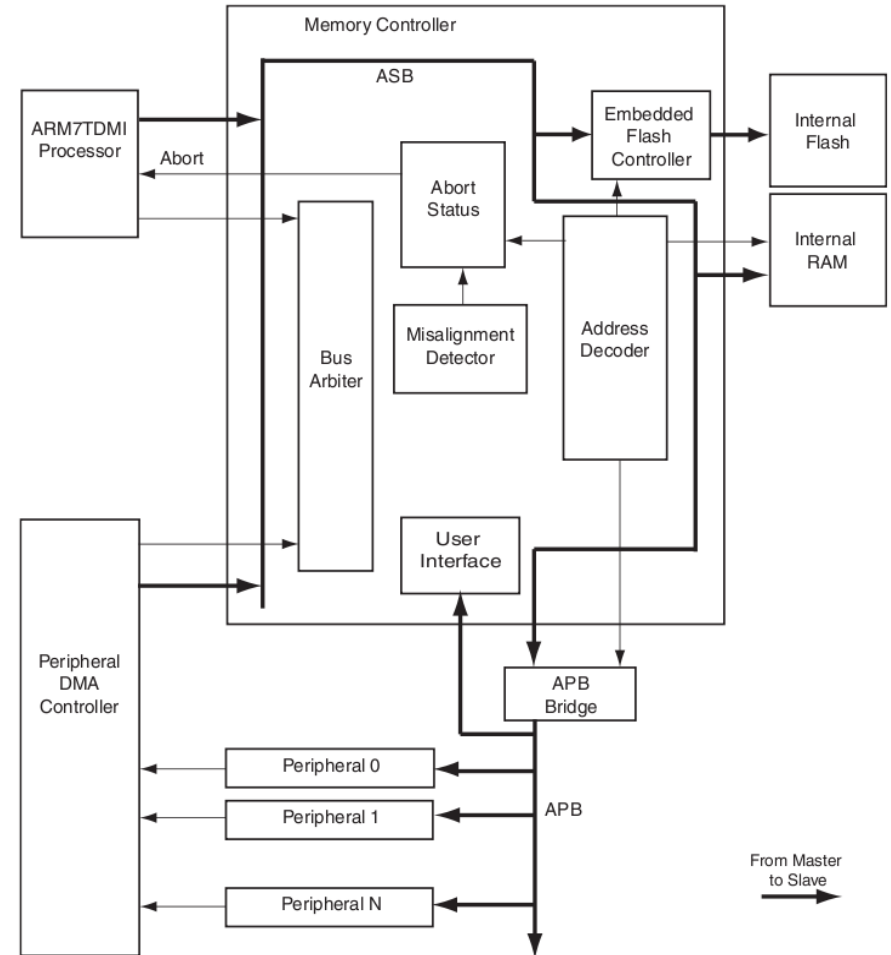 Memory Controller
ASB
ARM7TDMI
Processor
Embedded
Flash
Controller
Internal
Flash
Abort
Abort
Status
Internal
RAM
Misalignment
Detector
Address
Decoder
Bus
Arbiter
User
Interface
Peripheral
DMA
Controller
APB
Bridge
Peripheral 0
APB
Peripheral 1
From Master
to Slave
Peripheral N